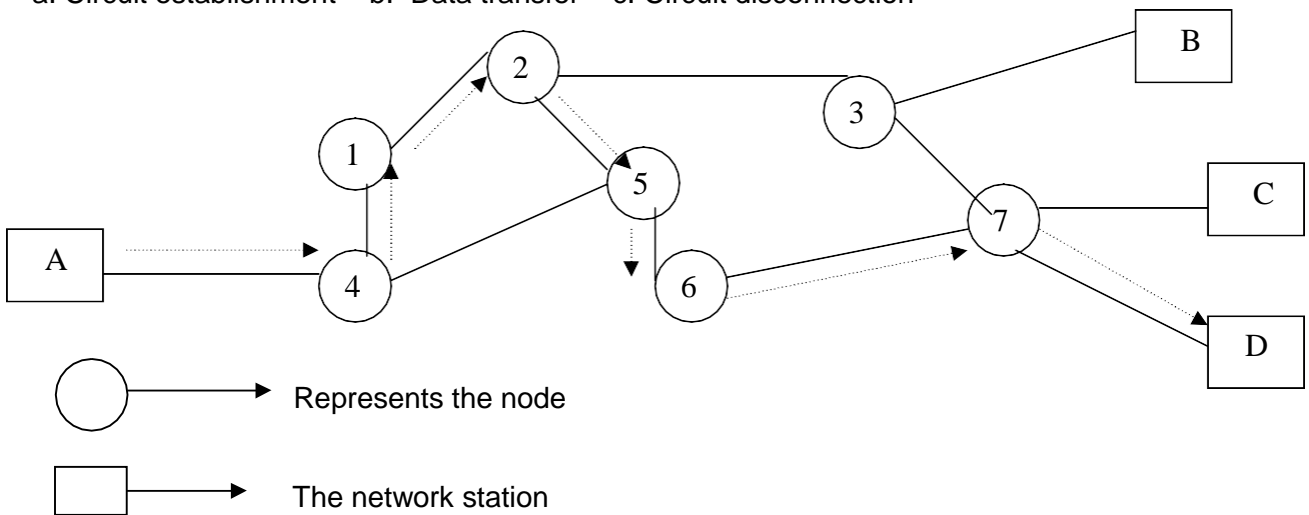 a. Circuit establishment b. Data transfer c. Circuit disconnection
B
2
3
1
5
C
7
A
4
6
D
Represents the node
The network station